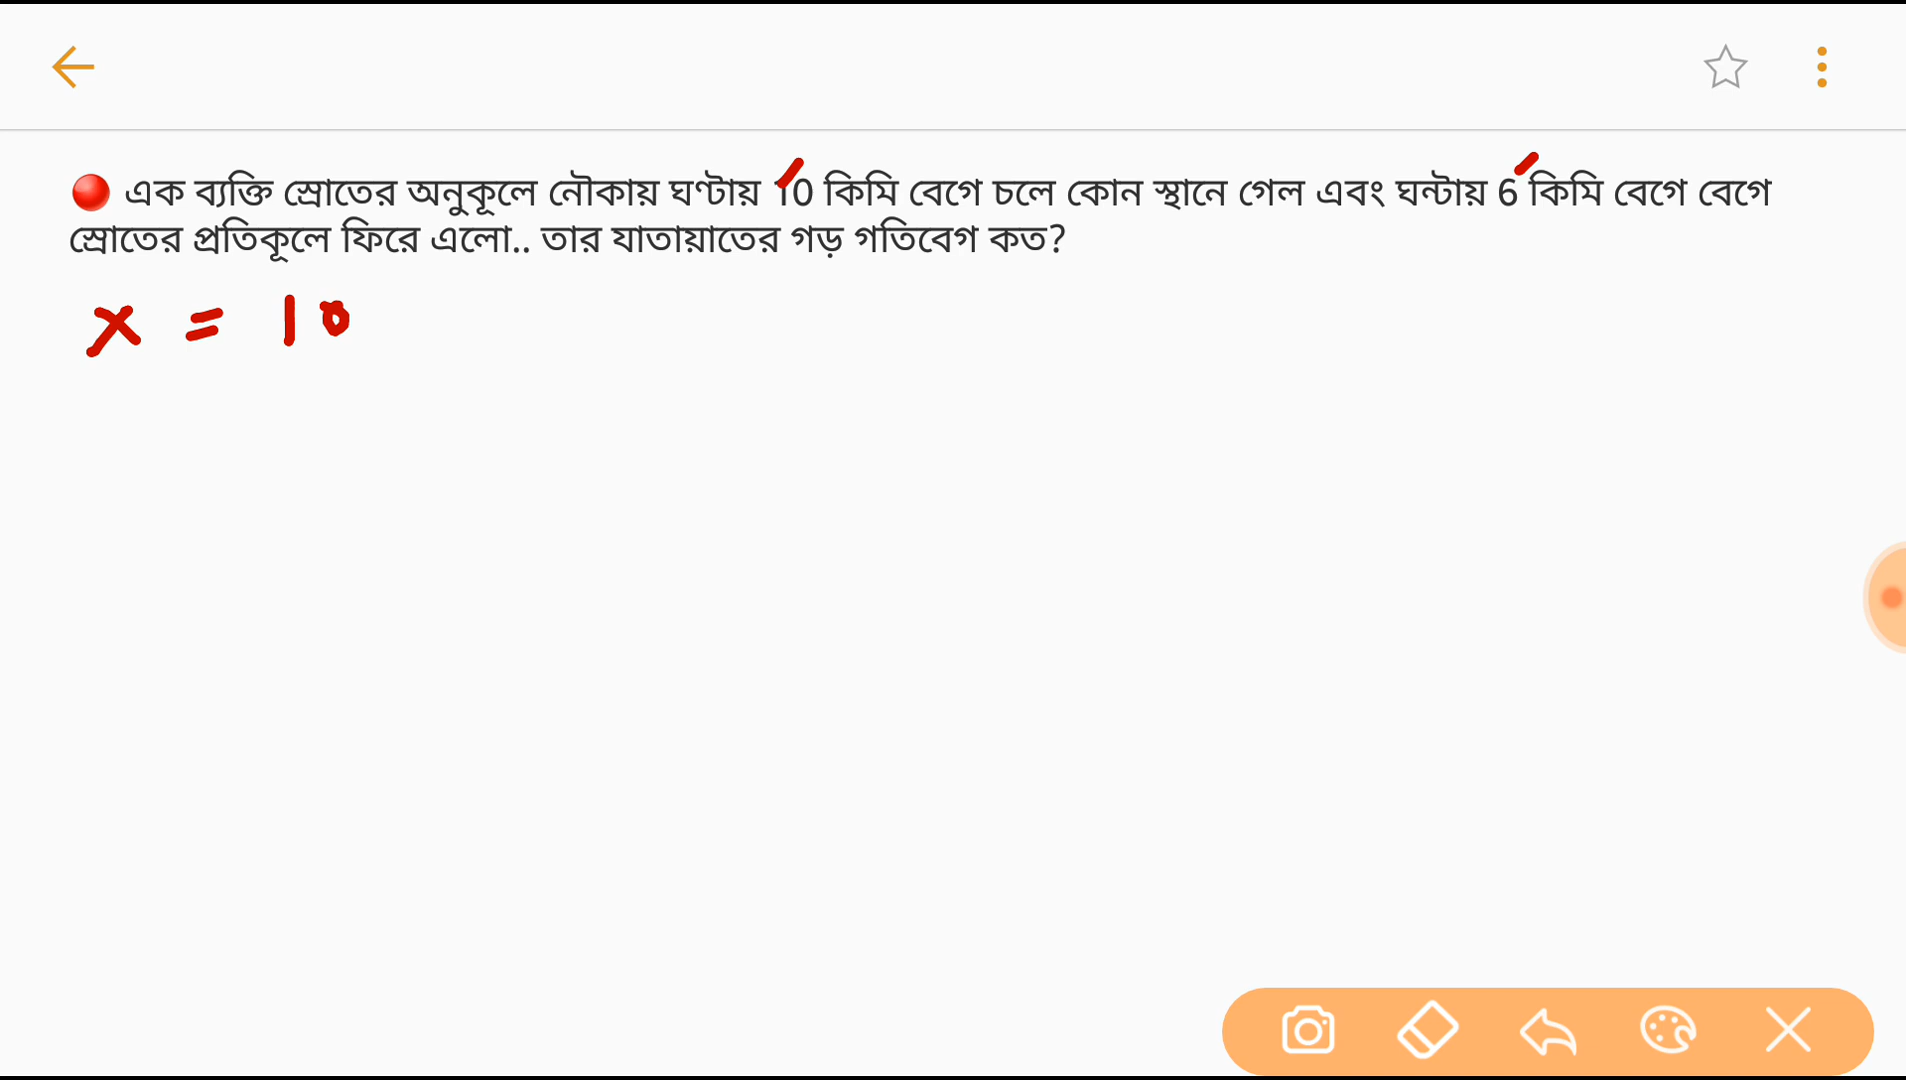 এক ব্যক্তি স্রোতের অনুকূলে নৌকায় ঘণ্টায় 10 কিমি বেগে চলে কোন স্থানে গেল এবং ঘন্টায় 6 কিমি বেগে বেগে
স্রোতের প্রতিকূলে ফিরে এলো.. তার যাতায়াতের গড় গতিবেগ কত?
x = 10